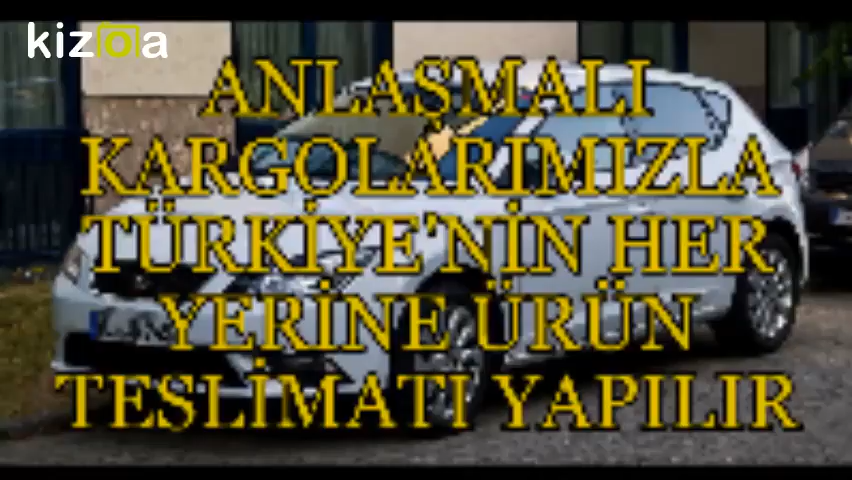 kizoa
ANLAŞMALI
KARGOLARIMIZLA
TÜRKİYE'NİN HER
YERİNE ÜRÜN
TESLİMATI YAPILIR